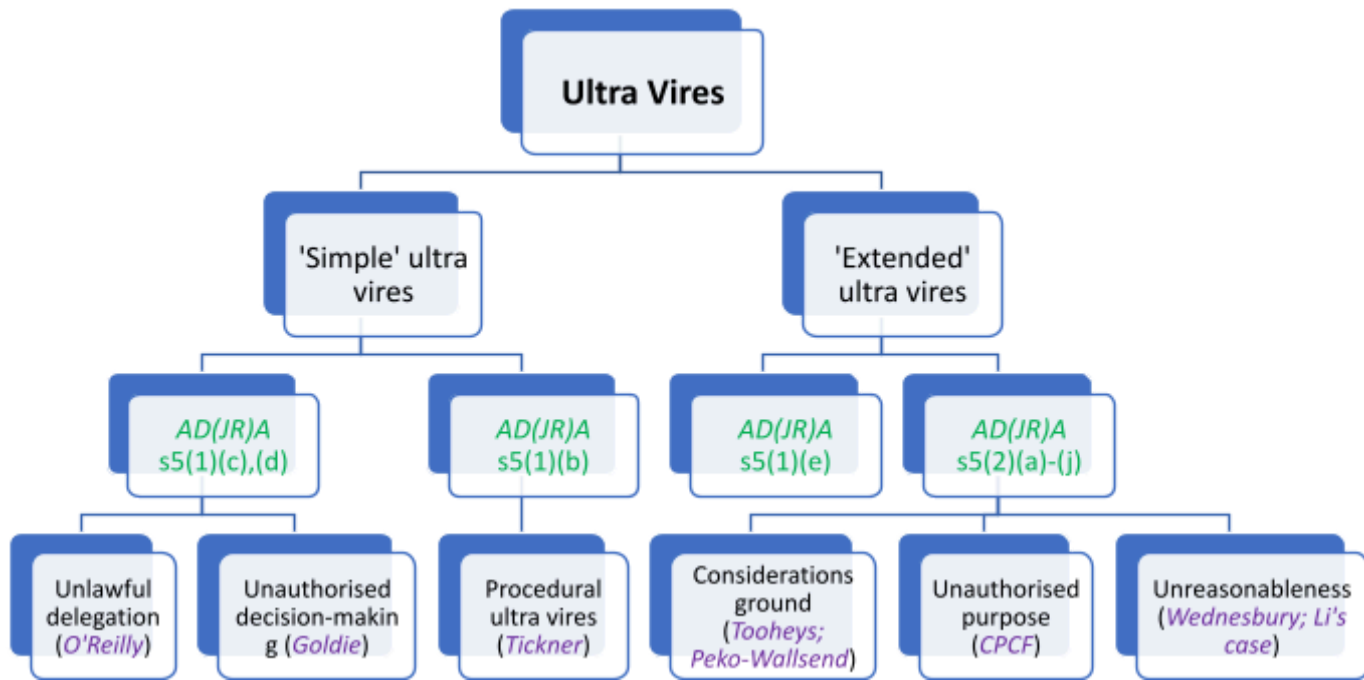 Ultra Vires
'Simple' ultra
vires
'Extended'
ultra vires
AD(JR)A
s5(1)(c),(d)
AD(JR)A
s5(1)(b)
AD(JR)A
s5(1)(e)
AD(JR)A
s5(2)(a)-(j)
Unlawful
delegation
(O'Reilly)
Unauthorised
decision-makin
g (Goldie)
Procedural
ultra vires
(Tickner)
Considerations
ground
(Tooheys;
Peko-Wallsend)
Unauthorised
purpose
(CPCF)
Unreasonableness
(Wednesbury; Li's
case)